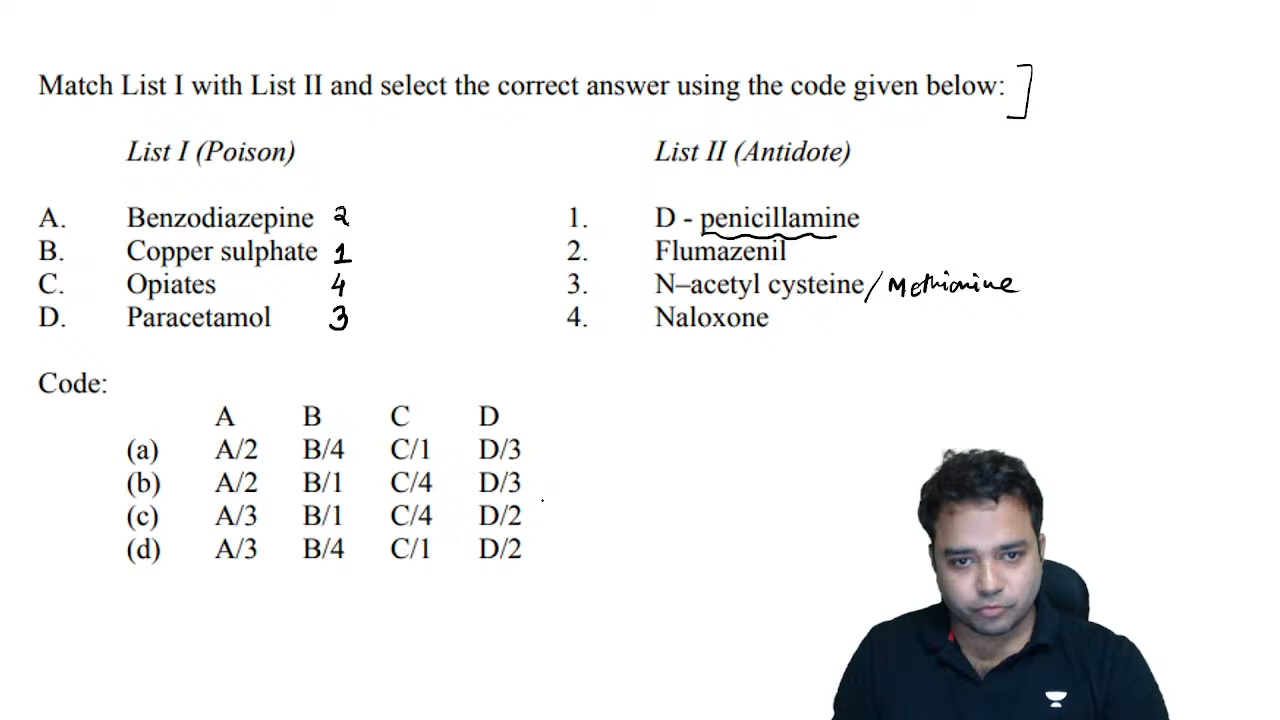 Match List I with List II and select the correct answer using the code given below: ]
List I (Poison) List II (Antidote)
A. Benzodiazepine 2 1. D - penicillamine
B. Copper sulphate 1 2. Flumazenil
C. Opiates 4 3. N–acetyl cysteine / Methionine
D. Paracetamol 3 4. Naloxone
Code:
A B C D
(a) A/2 B/4 C/1 D/3
(b) A/2 B/1 C/4 D/3
(c) A/3 B/1 C/4 D/2
(d) A/3 B/4 C/1 D/2